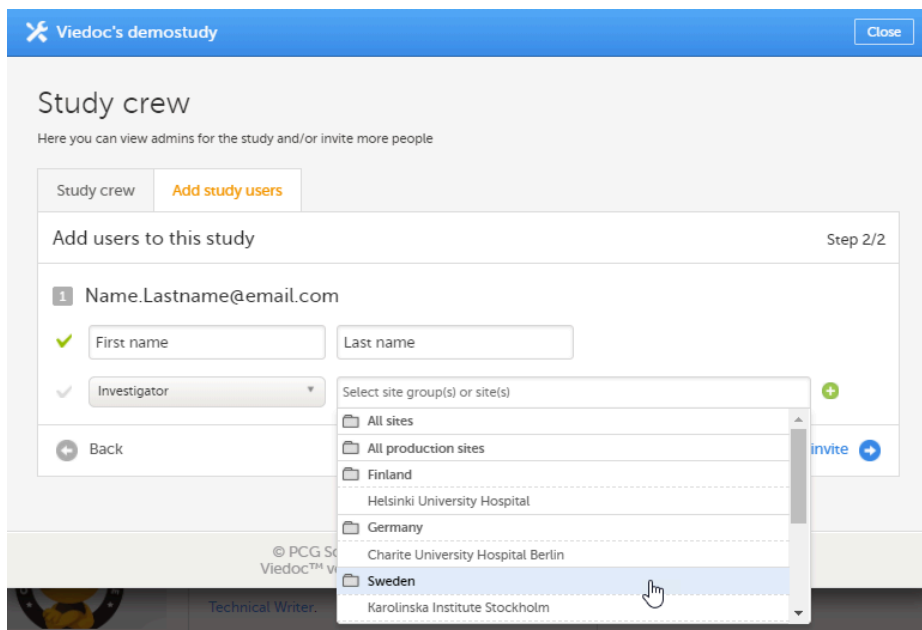 Viedoc's demostudy
Close
Study crew
Here you can view admins for the study and/or invite more people
Study crew
Add study users
Add users to this study
Step 2/2
1 Name.Lastname@email.com
First name
Last name
Investigator
Select site group(s) or site(s)
All sites
All production sites
Finland
Helsinki University Hospital
Germany
Charite University Hospital Berlin
Sweden
Karolinska Institute Stockholm
Back
invite
© PCG
Viedoc™
Technical Writer.